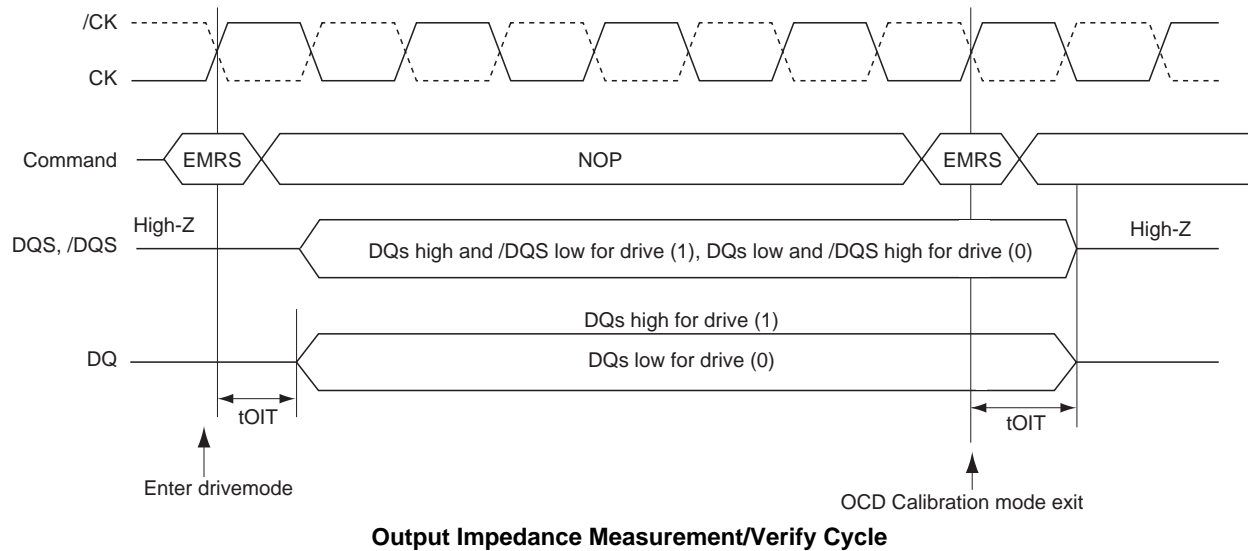 /CK
CK
Command
EMRS
NOP
EMRS
High-Z
High-Z
DQS, /DQS
DQs high and /DQS low for drive (1), DQs low and /DQS high for drive (0)
DQs high for drive (1)
DQ
DQs low for drive (0)
tOIT
tOIT
Enter drivemode
OCD Calibration mode exit
Output Impedance Measurement/Verify Cycle